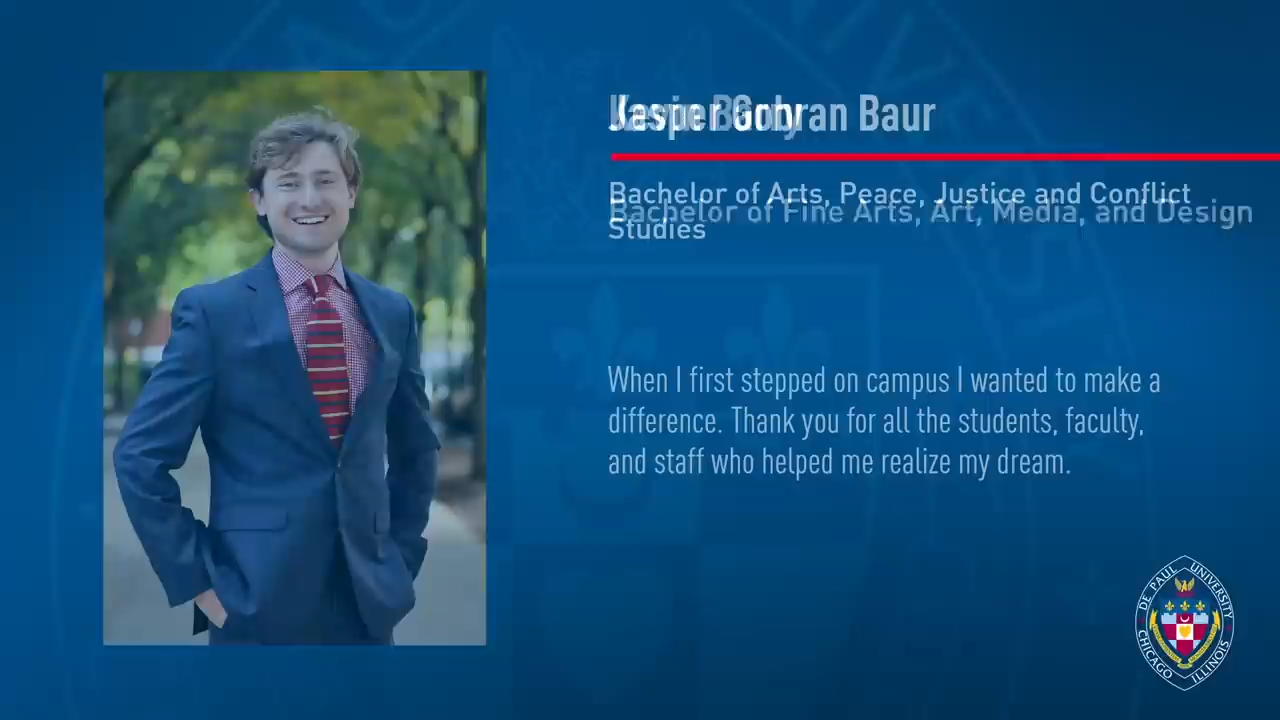 Baur
Bachelor of Arts, Peace, Justice and Conflict
Bachelor of Fine Arts, Art, Media, and Design
Studies
When I first stepped on campus I wanted to make a
difference. Thank you for all the students, faculty,
and staff who helped me realize my dream.
DE PAUL UNIVERSITY
CHICAGO ILLINOIS